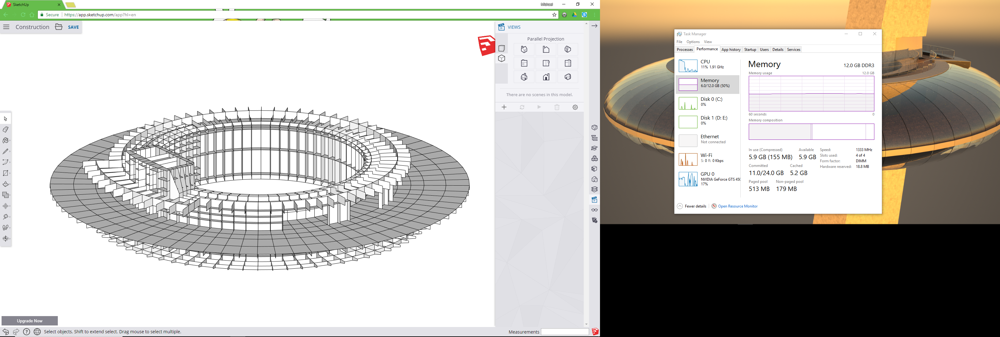 SketchUp
Michael
Secure
https://app.sketchup.com/app?hl=en
Construction
SAVE
VIEWS
Parallel Projection
There are no scenes in this model.
Upgrade Now
Select objects. Shift to extend select. Drag mouse to select multiple.
Measurements
Task Manager
File Options View
Processes Performance App history Startup Users Details Services
CPU
11% 1.91 GHz
Memory
6.0/12.0 GB (50%)
Disk 0 (C:)
0%
Disk 1 (D: E:)
0%
Ethernet
Not connected
Wi-Fi
S: 0 R: 0 Kbps
GPU 0
NVIDIA GeForce GTS 450
17%
Memory
12.0 GB DDR3
Memory usage
12.0 GB
60 seconds
0
Memory composition
In use (Compressed)
5.9 GB (155 MB)
Available
5.9 GB
Committed
11.0/24.0 GB
Cached
5.2 GB
Paged pool
513 MB
Non-paged pool
179 MB
Speed: 1333 MHz
Slots used: 4 of 4
Form factor: DIMM
Hardware reserved: 18.8 MB
Fewer details
Open Resource Monitor